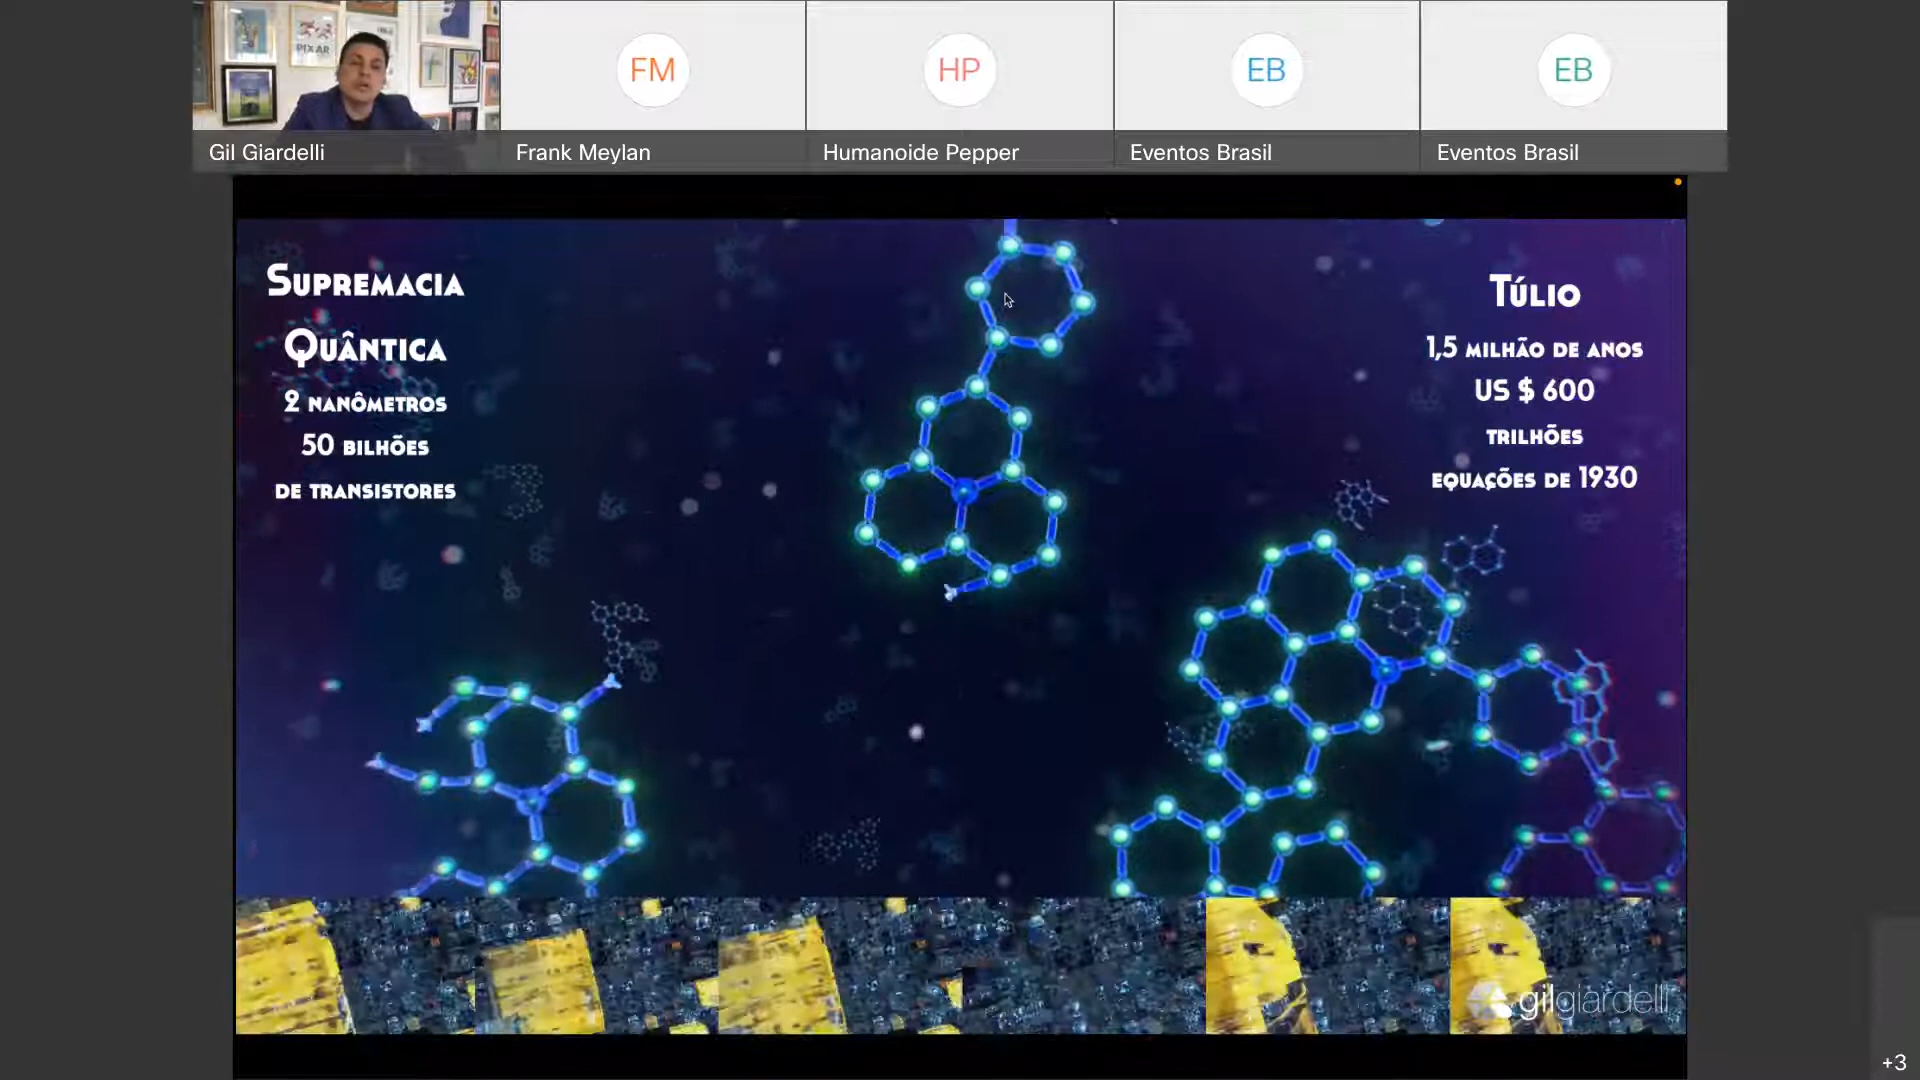 PIXAR
FM
HP
EB
EB
Gil Giardelli
Frank Meylan
Humanoide Pepper
Eventos Brasil
Eventos Brasil
SUPREMACIA
QUÂNTICA
2 NANÔMETROS
50 BILHÕES
DE TRANSISTORES
TÚLIO
1,5 MILHÃO DE ANOS
US $ 600
TRILHÕES
EQUAÇÕES DE 1930
gilgiardelli
+3